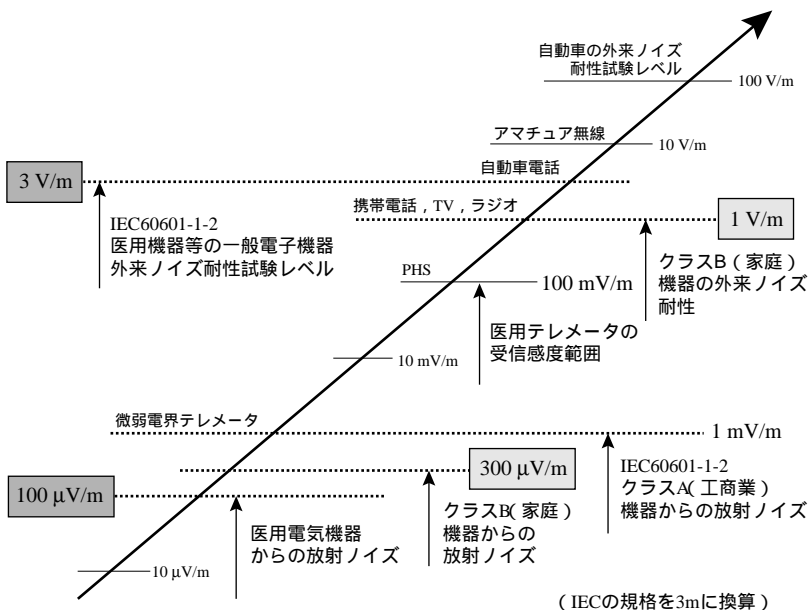 自動車の外来ノイズ
耐性試験レベル
100 V/m
アマチュア無線
10 V/m
自動車電話
3 V/m
携帯電話，TV，ラジオ
1 V/m
IEC60601-1-2
医用機器等の一般電子機器
外来ノイズ耐性試験レベル
クラスB（家庭）
機器の外来ノイズ
耐性
PHS
100 mV/m
医用テレメータの
受信感度範囲
10 mV/m
微弱電界テレメータ
1 mV/m
300 μV/m
IEC60601-1-2
クラスA（工商業）
機器からの放射ノイズ
100 μV/m
クラスB（家庭）
機器からの
放射ノイズ
医用電気機器
からの放射ノイズ
10 μV/m
（IECの規格を3mに換算）